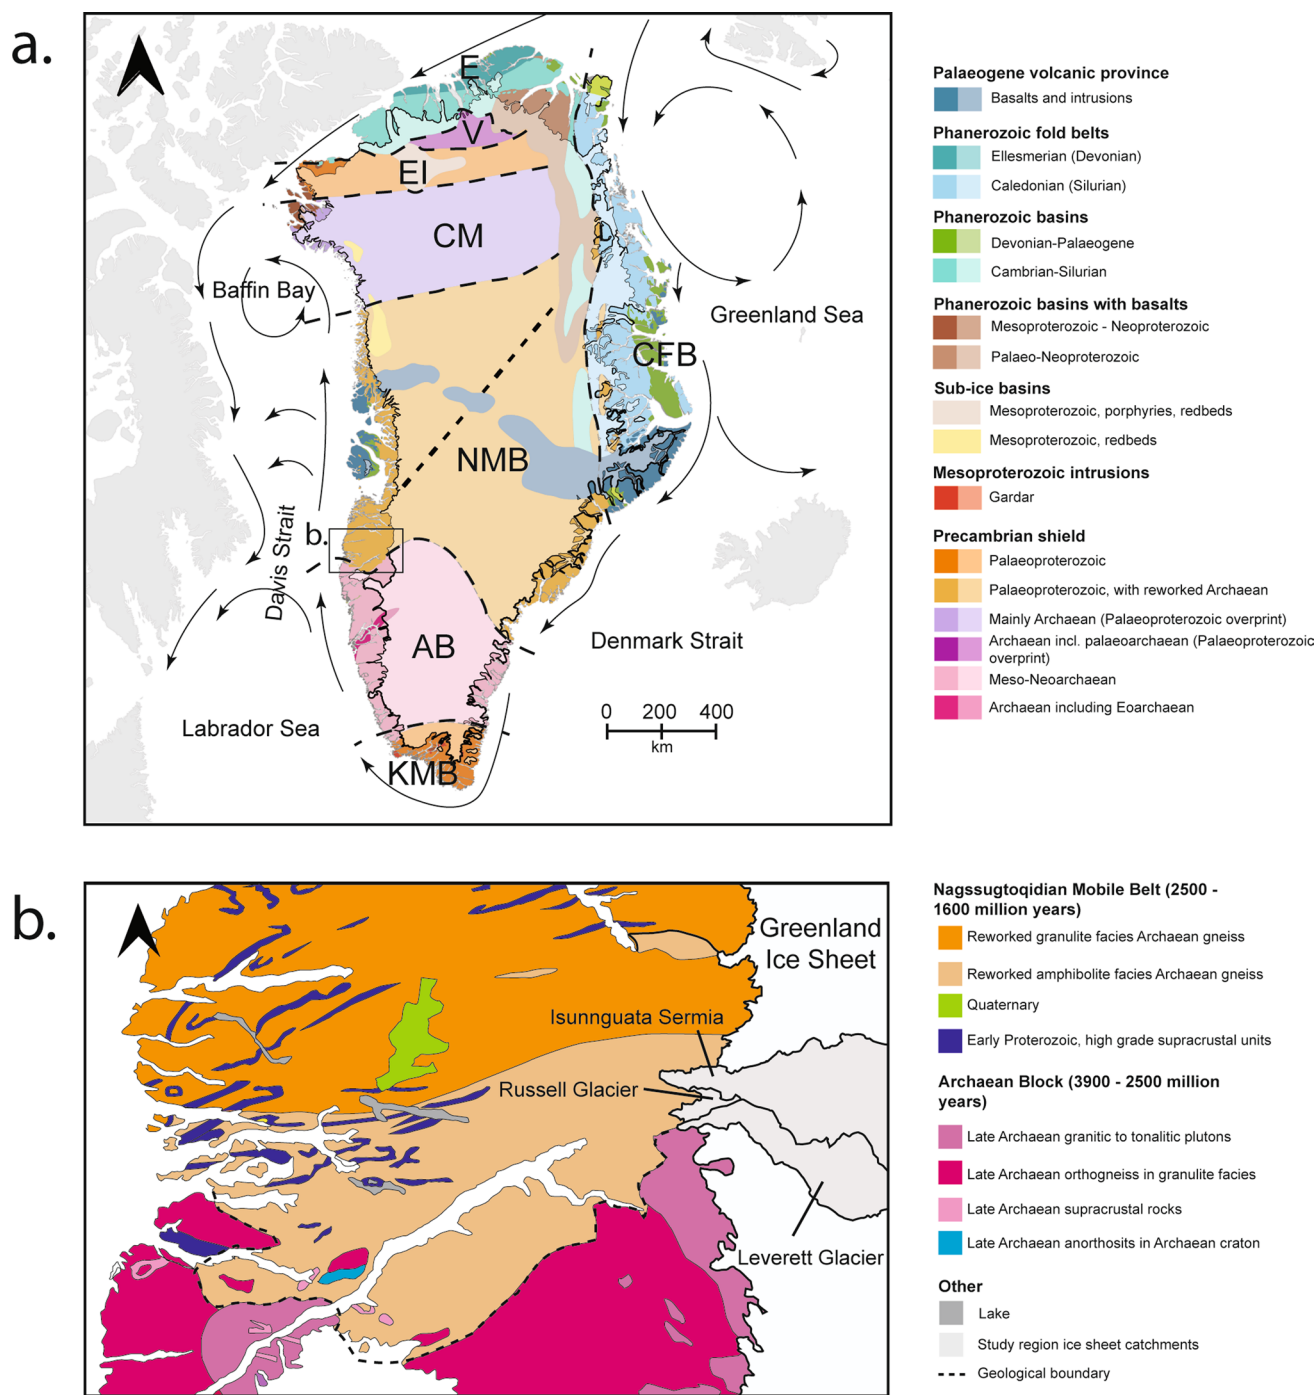 a.
E
V
EI
CM
L
Baffin Bay
Greenland Sea
CFB
NMB
b.
Davis Strait
AB
Denmark Strait
Labrador Sea
0 200 400
km
KMB
Palaeogene volcanic province
Basalts and intrusions
Phanerozoic fold belts
Ellesmerian (Devonian)
Caledonian (Silurian)
Phanerozoic basins
Devonian-Palaeogene
Cambrian-Silurian
Phanerozoic basins with basalts
Mesoproterozoic - Neoproterozoic
Palaeo-Neoproterozoic
Sub-ice basins
Mesoproterozoic, porphyries, redbeds
Mesoproterozoic, redbeds
Mesoproterozoic intrusions
Gardar
Precambrian shield
Palaeoproterozoic
Palaeoproterozoic, with reworked Archaean
Mainly Archaean (Palaeoproterozoic overprint)
Archaean incl. palaeoarchaean (Palaeoproterozoic
overprint)
Meso-Neoarchaean
Archaean including Eoarchaean
b.
Greenland
Ice Sheet
Isunnguata Sermia
Russell Glacier
Leverett Glacier
Nagssugtoqidian Mobile Belt (2500 -
1600 million years)
Reworked granulite facies Archaean gneiss
Reworked amphibolite facies Archaean gneiss
Quaternary
Early Proterozoic, high grade supracrustal units
Archaean Block (3900 - 2500 million
years)
Late Archaean granitic to tonalitic plutons
Late Archaean orthogneiss in granulite facies
Late Archaean supracrustal rocks
Late Archaean anorthosits in Archaean craton
Other
Lake
Study region ice sheet catchments
Geological boundary